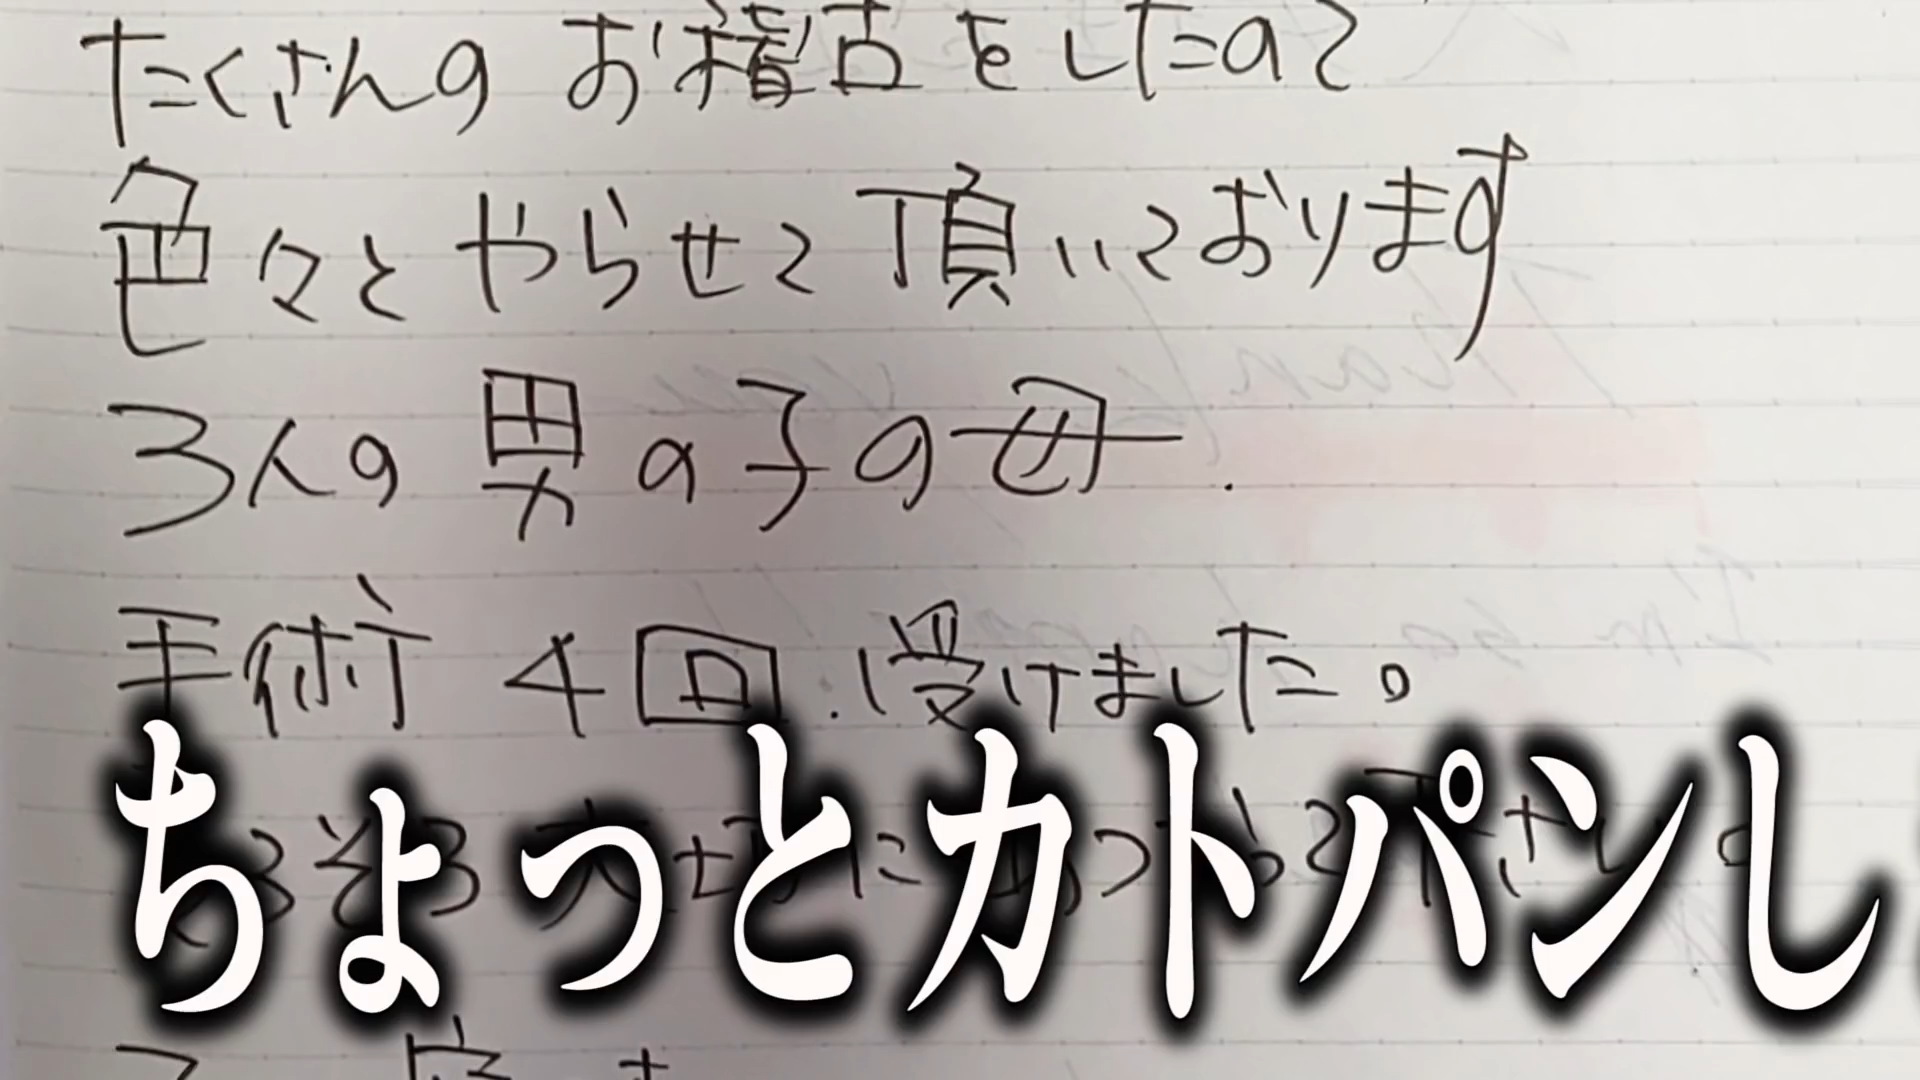 たくさんの お稽古をしたので
色々と やらせて 頂いております
3人の 男の子の母.
手術 4回.受けました。
ちょっとカトパンし